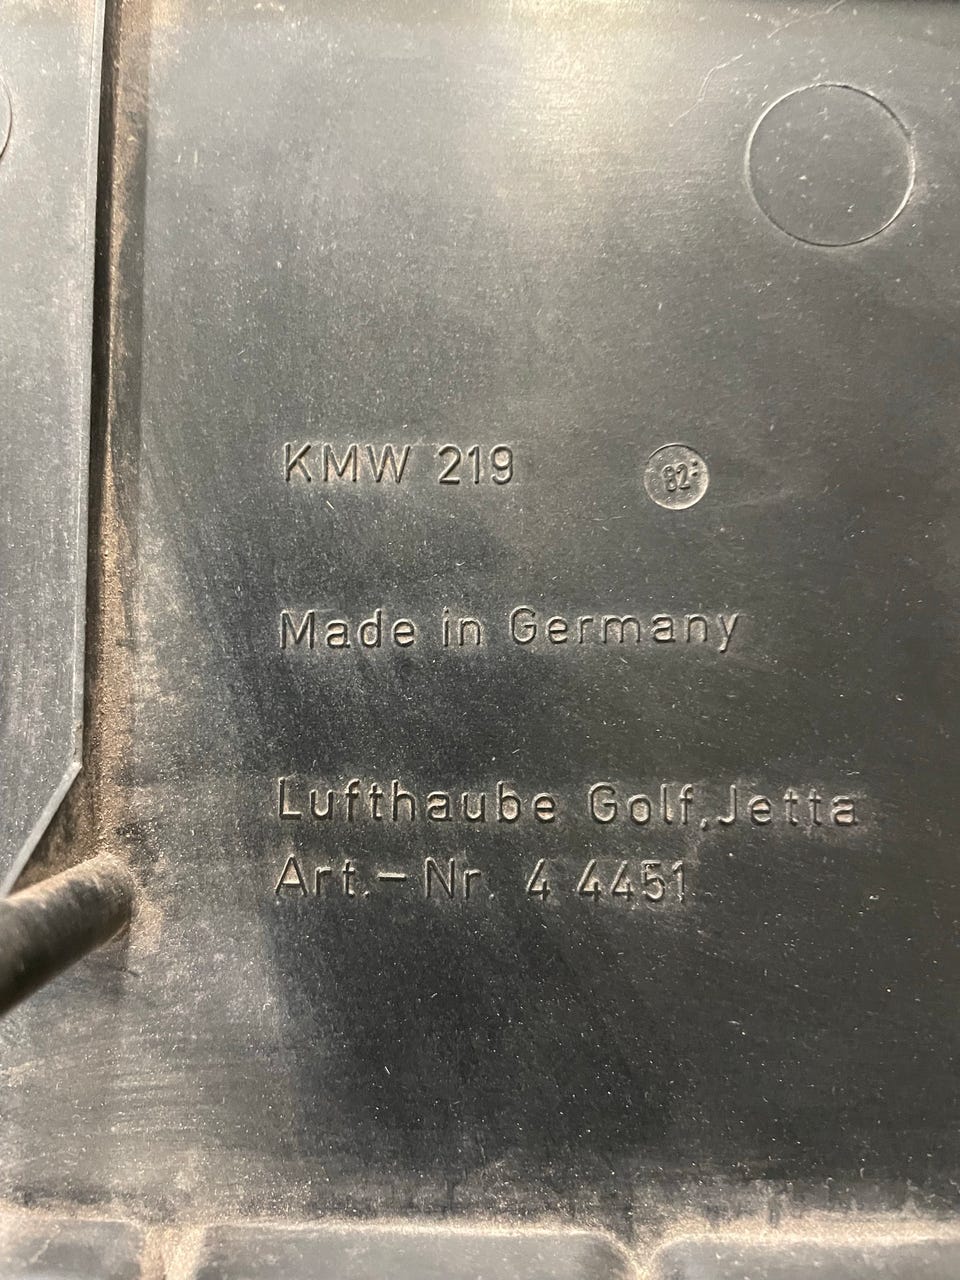 KMW 219
82
Made in Germany
Lufthaube Golf, Jetta
Art.-Nr. 4 4451